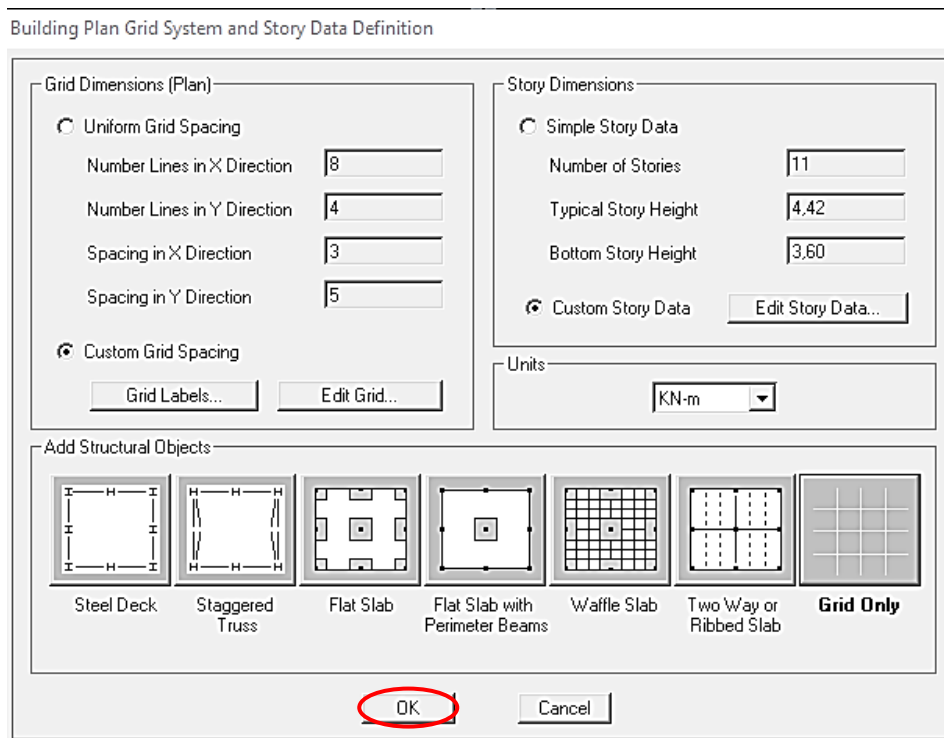 Building Plan Grid System and Story Data Definition
Grid Dimensions (Plan)
Uniform Grid Spacing
Number Lines in X Direction 8
Number Lines in Y Direction 4
Spacing in X Direction 3
Spacing in Y Direction 5
Custom Grid Spacing
Grid Labels... Edit Grid...
Story Dimensions
Simple Story Data
Number of Stories 11
Typical Story Height 4,42
Bottom Story Height 3,60
Custom Story Data Edit Story Data...
Units
KN-m
Add Structural Objects
Steel Deck
Staggered
Truss
Flat Slab
Flat Slab with
Perimeter Beams
Waffle Slab
Two Way or
Ribbed Slab
Grid Only
OK Cancel